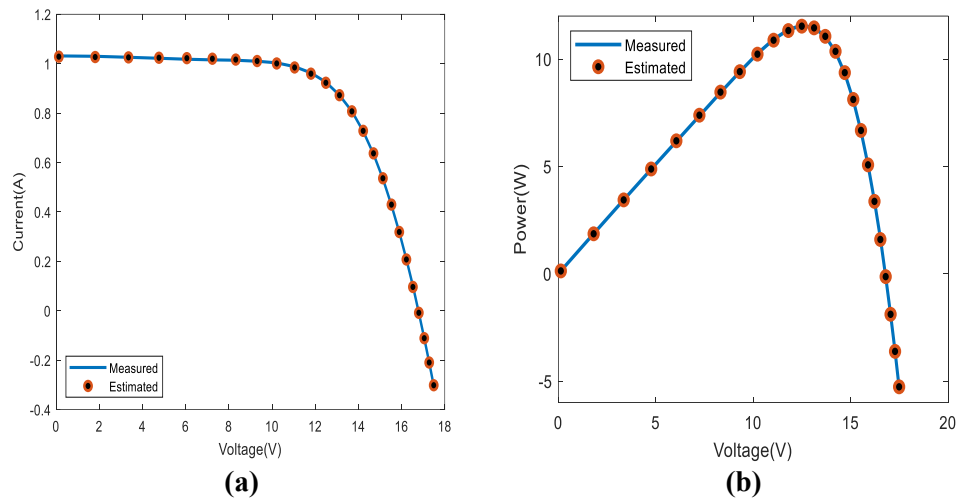 1.2
1
0.8
0.6
0.4
0.2
0
-0.2
-0.4
Current(A)
Measured
Estimated
0 2 4 6 8 10 12 14 16 18
Voltage(V)
(a)
10
5
0
-5
Power(W)
Measured
Estimated
0 5 10 15 20
Voltage(V)
(b)